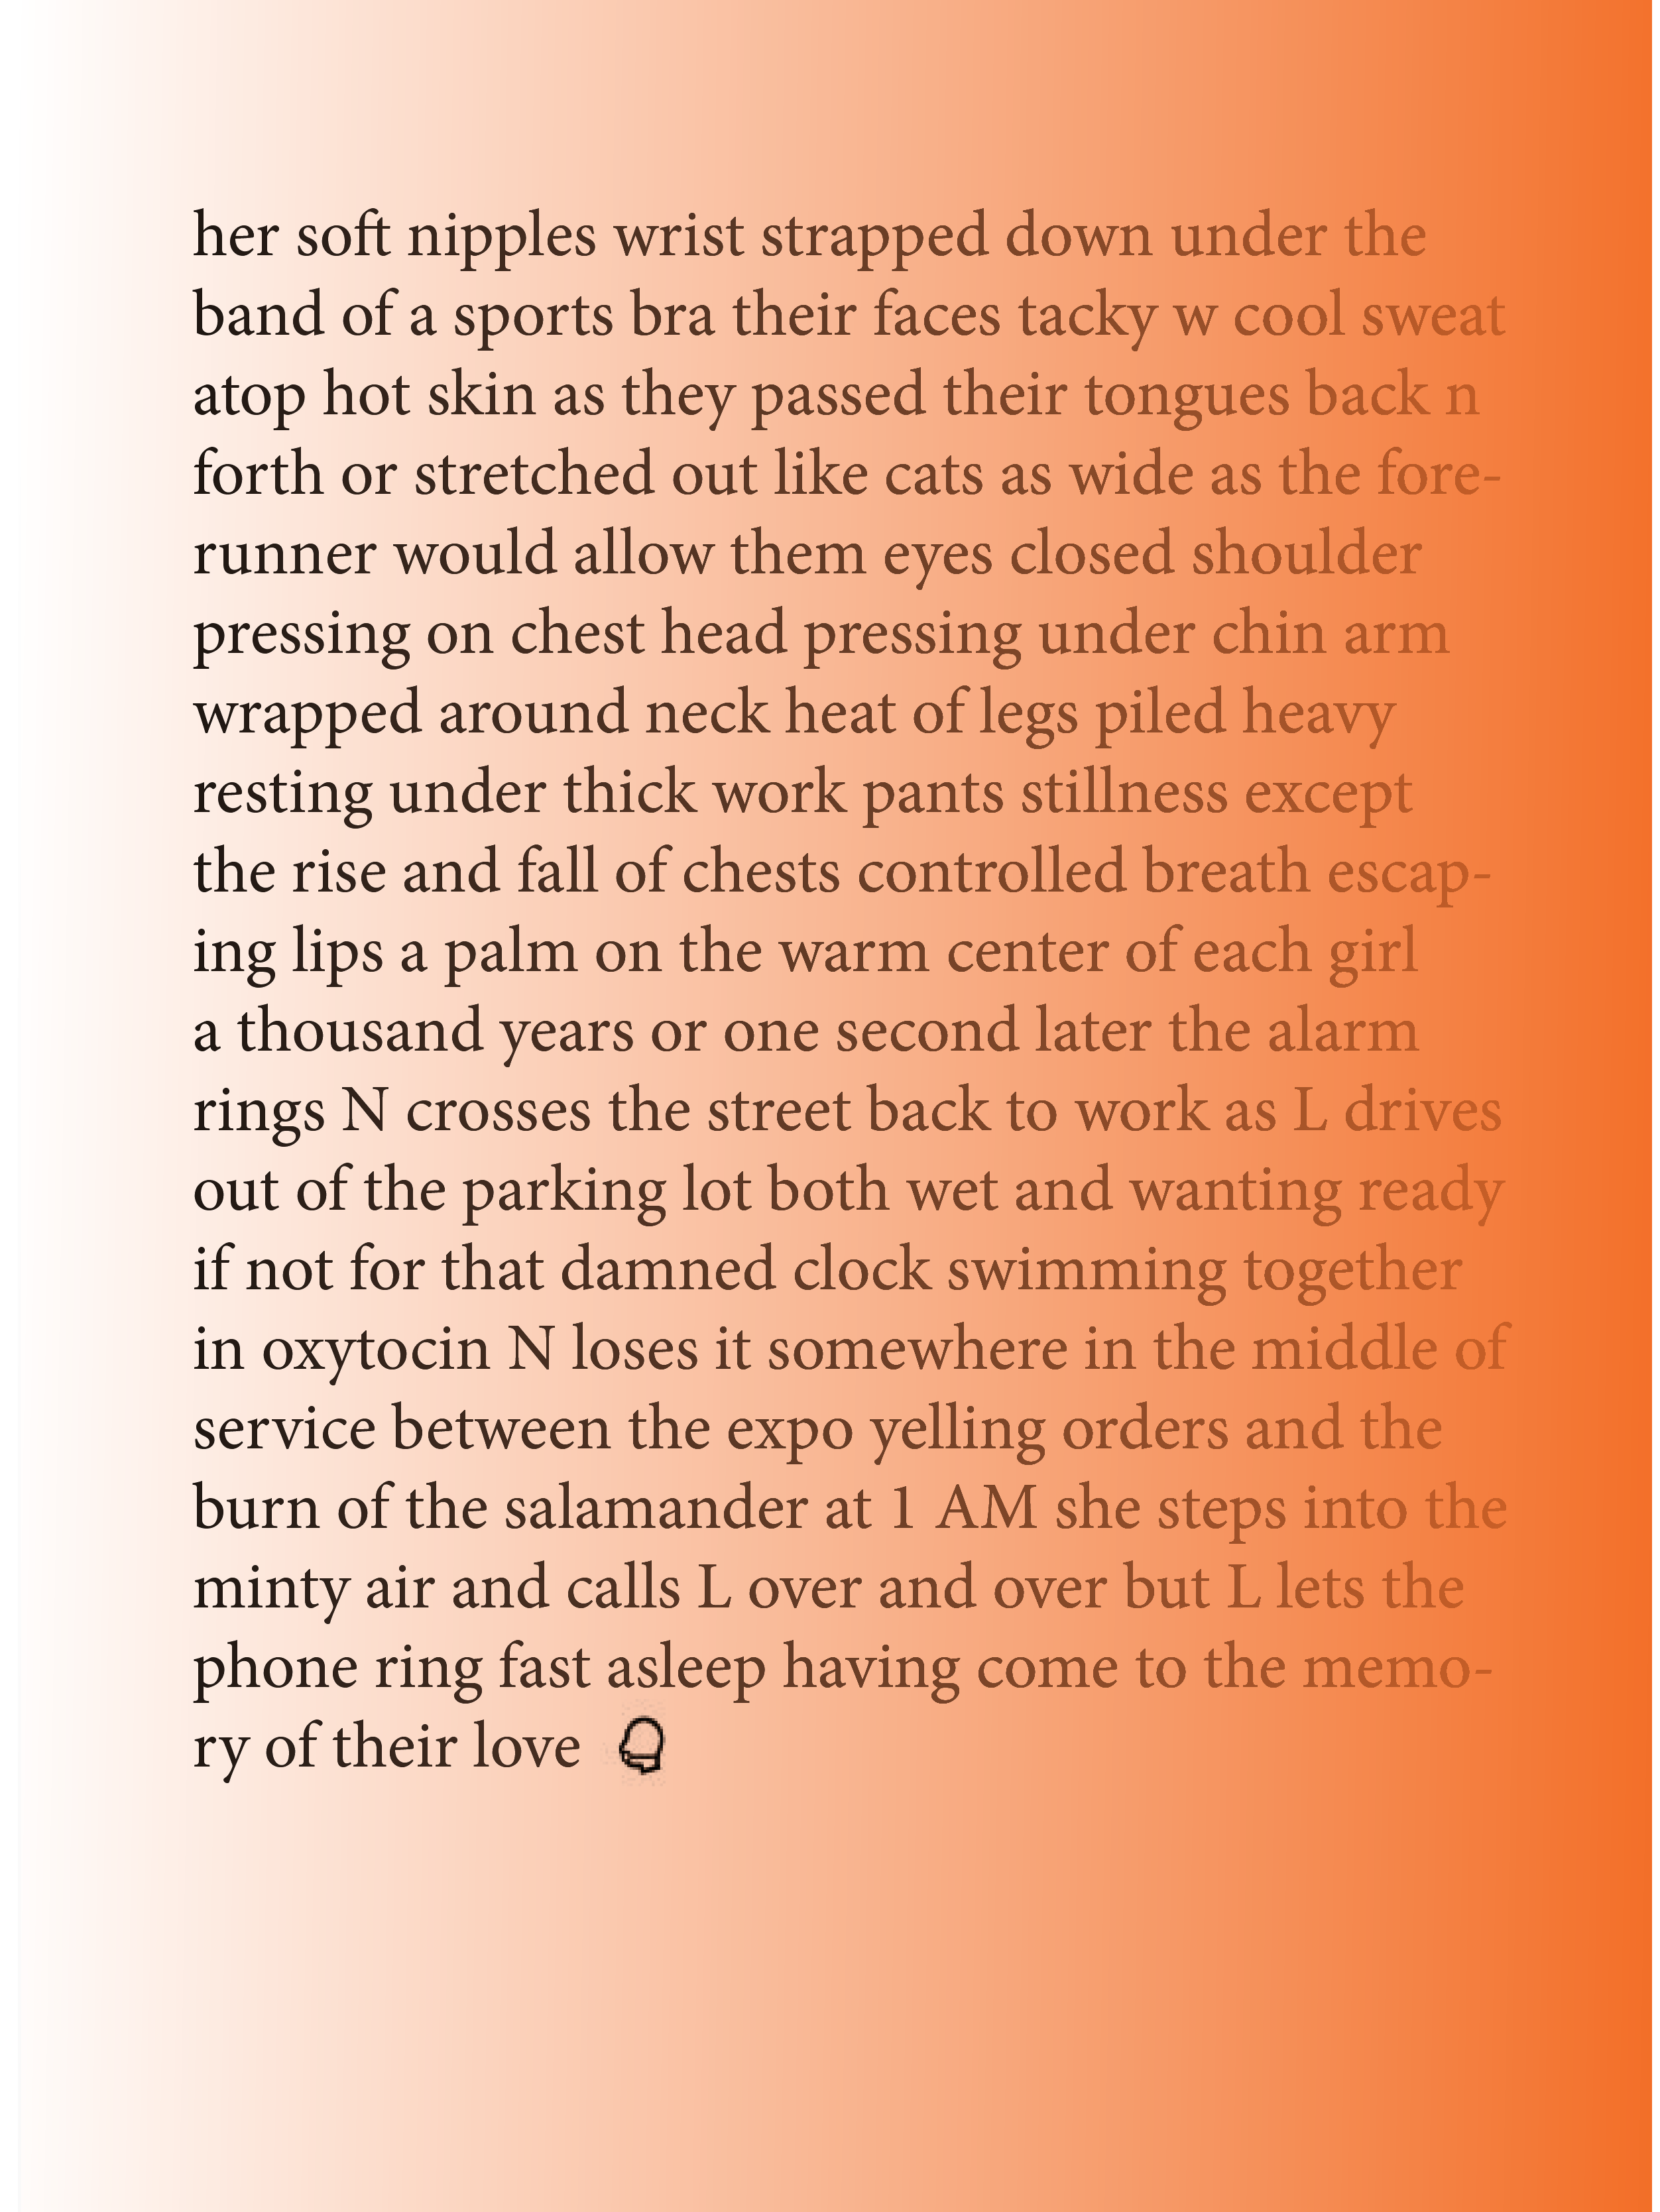 her soft nipples wrist strapped down under the
band of a sports bra their faces tacky w cool sweat
atop hot skin as they passed their tongues back n
forth or stretched out like cats as wide as the fore-
runner would allow them eyes closed shoulder
pressing on chest head pressing under chin arm
wrapped around neck heat of legs piled heavy
resting under thick work pants stillness except
the rise and fall of chests controlled breath escap-
ing lips a palm on the warm center of each girl
a thousand years or one second later the alarm
rings N crosses the street back to work as L drives
out of the parking lot both wet and wanting ready
if not for that damned clock swimming together
in oxytocin N loses it somewhere in the middle of
service between the expo yelling orders and the
burn of the salamander at 1 AM she steps into the
minty air and calls L over and over but L lets the
phone ring fast asleep having come to the memo-
ry of their love